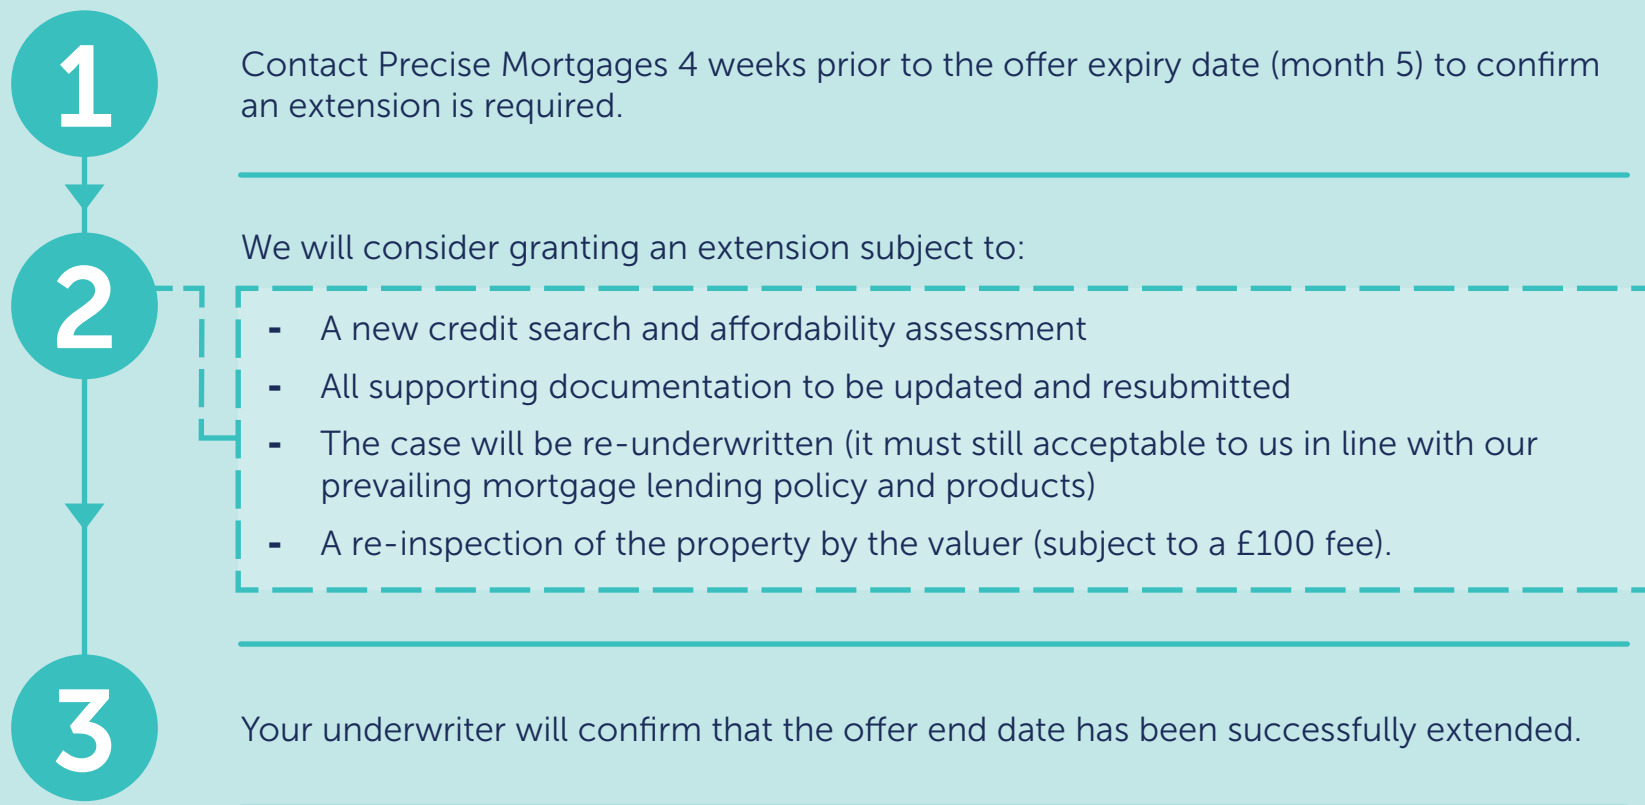 1
Contact Precise Mortgages 4 weeks prior to the offer expiry date (month 5) to confirm
an extension is required.
2
We will consider granting an extension subject to:
- A new credit search and affordability assessment
- All supporting documentation to be updated and resubmitted
- The case will be re-underwritten (it must still acceptable to us in line with our
prevailing mortgage lending policy and products)
- A re-inspection of the property by the valuer (subject to a £100 fee).
3
Your underwriter will confirm that the offer end date has been successfully extended.